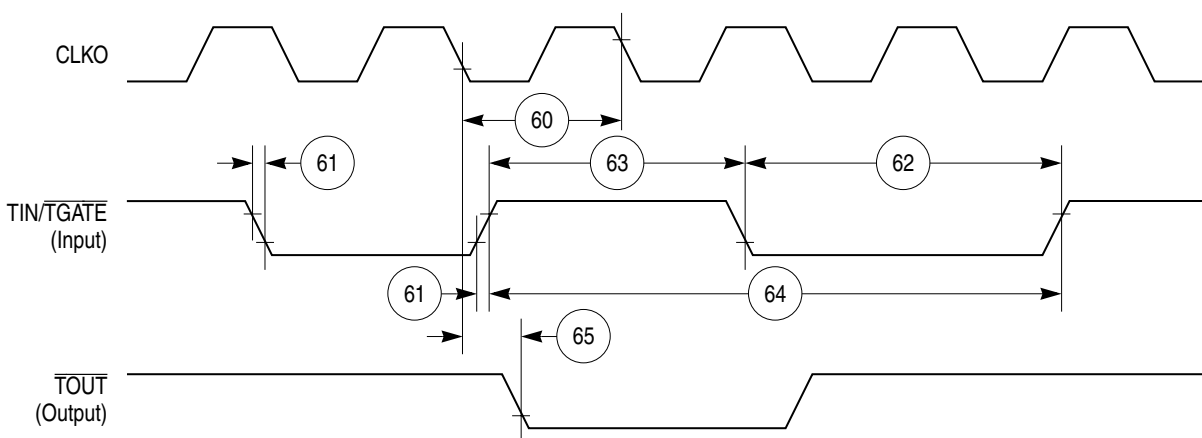 CLKO
60
61
63
62
TIN/TGATE
(Input)
61
64
65
TOUT
(Output)